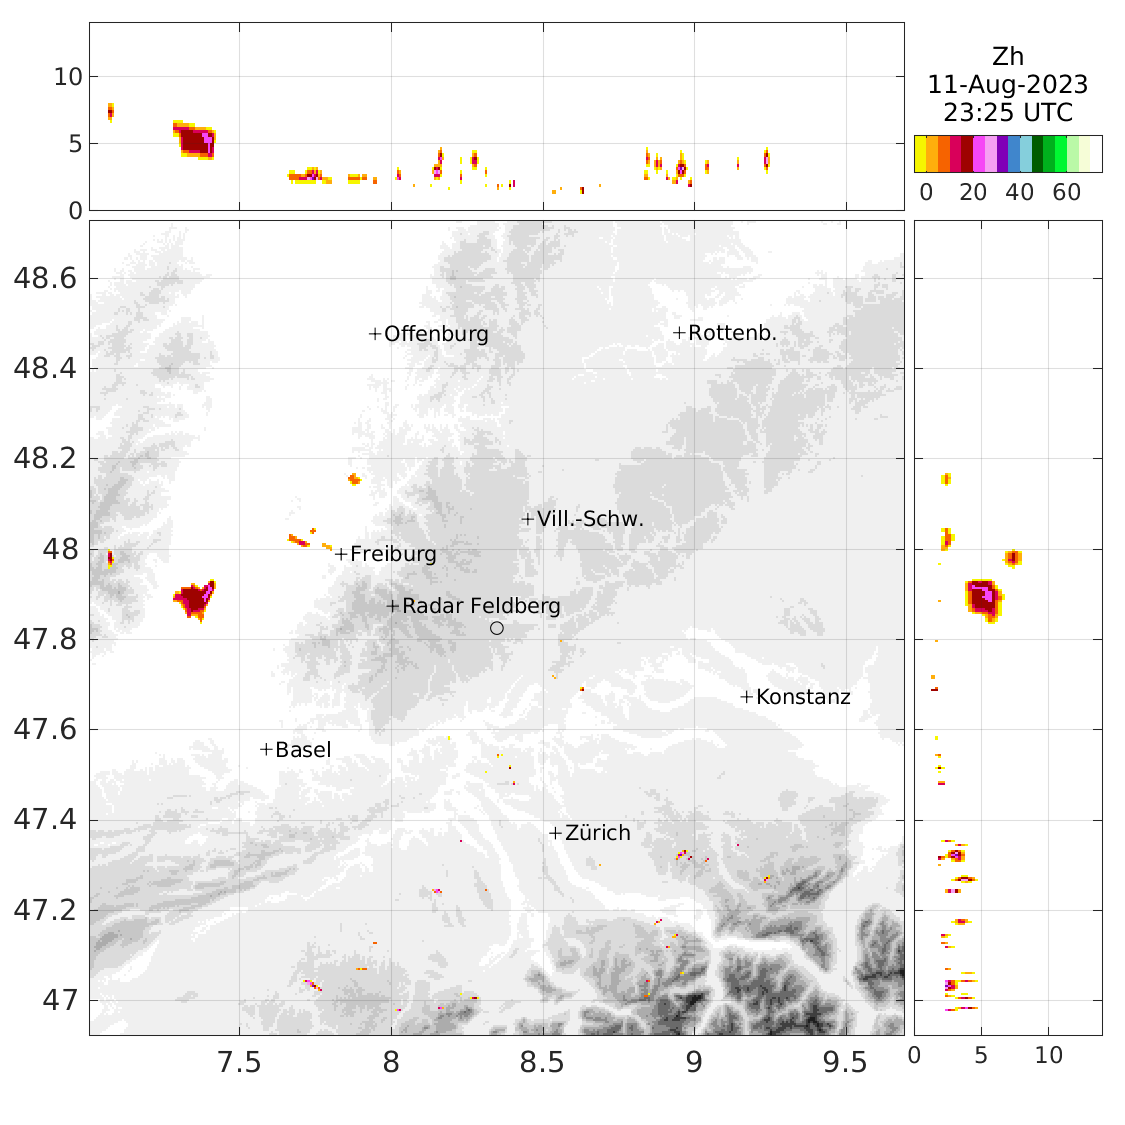 Zh
11-Aug-2023
23:25 UTC
10
5
0
0 20 40 60
48.6
48.4
48.2
48
47.8
47.6
47.4
47.2
47
Offenburg
Rottenb.
Vill.-Schw.
Freiburg
Radar Feldberg
Konstanz
Basel
Zürich
7.5 8 8.5 9 9.5
0 5 10